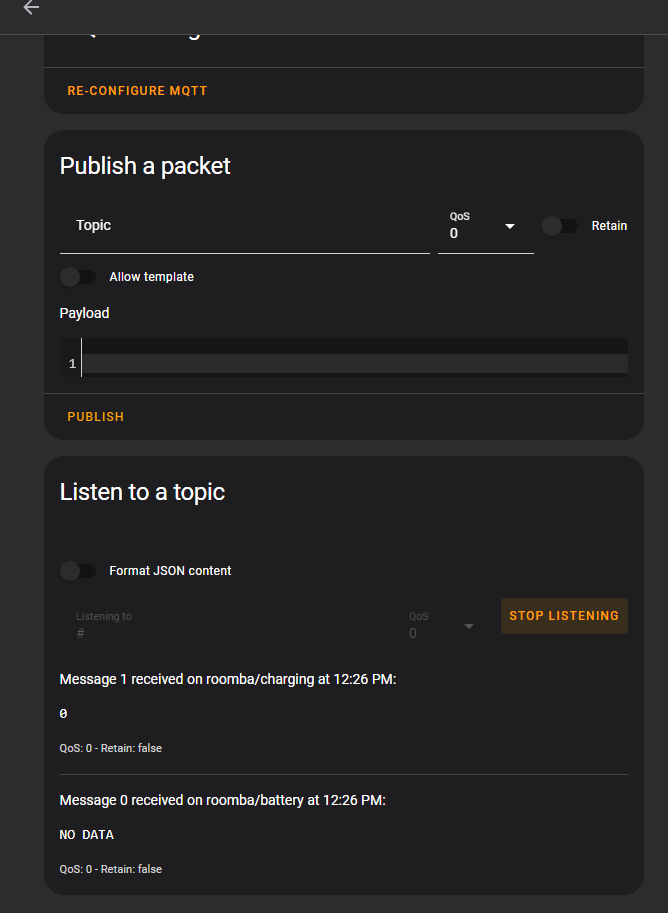 RE-CONFIGURE MQTT
Publish a packet
Topic
QoS
0
Retain
Allow template
Payload
1
PUBLISH
Listen to a topic
Format JSON content
Listening to
#
QoS
0
STOP LISTENING
Message 1 received on roomba/charging at 12:26 PM:
0
QoS: 0 - Retain: false
Message 0 received on roomba/battery at 12:26 PM:
NO DATA
QoS: 0 - Retain: false